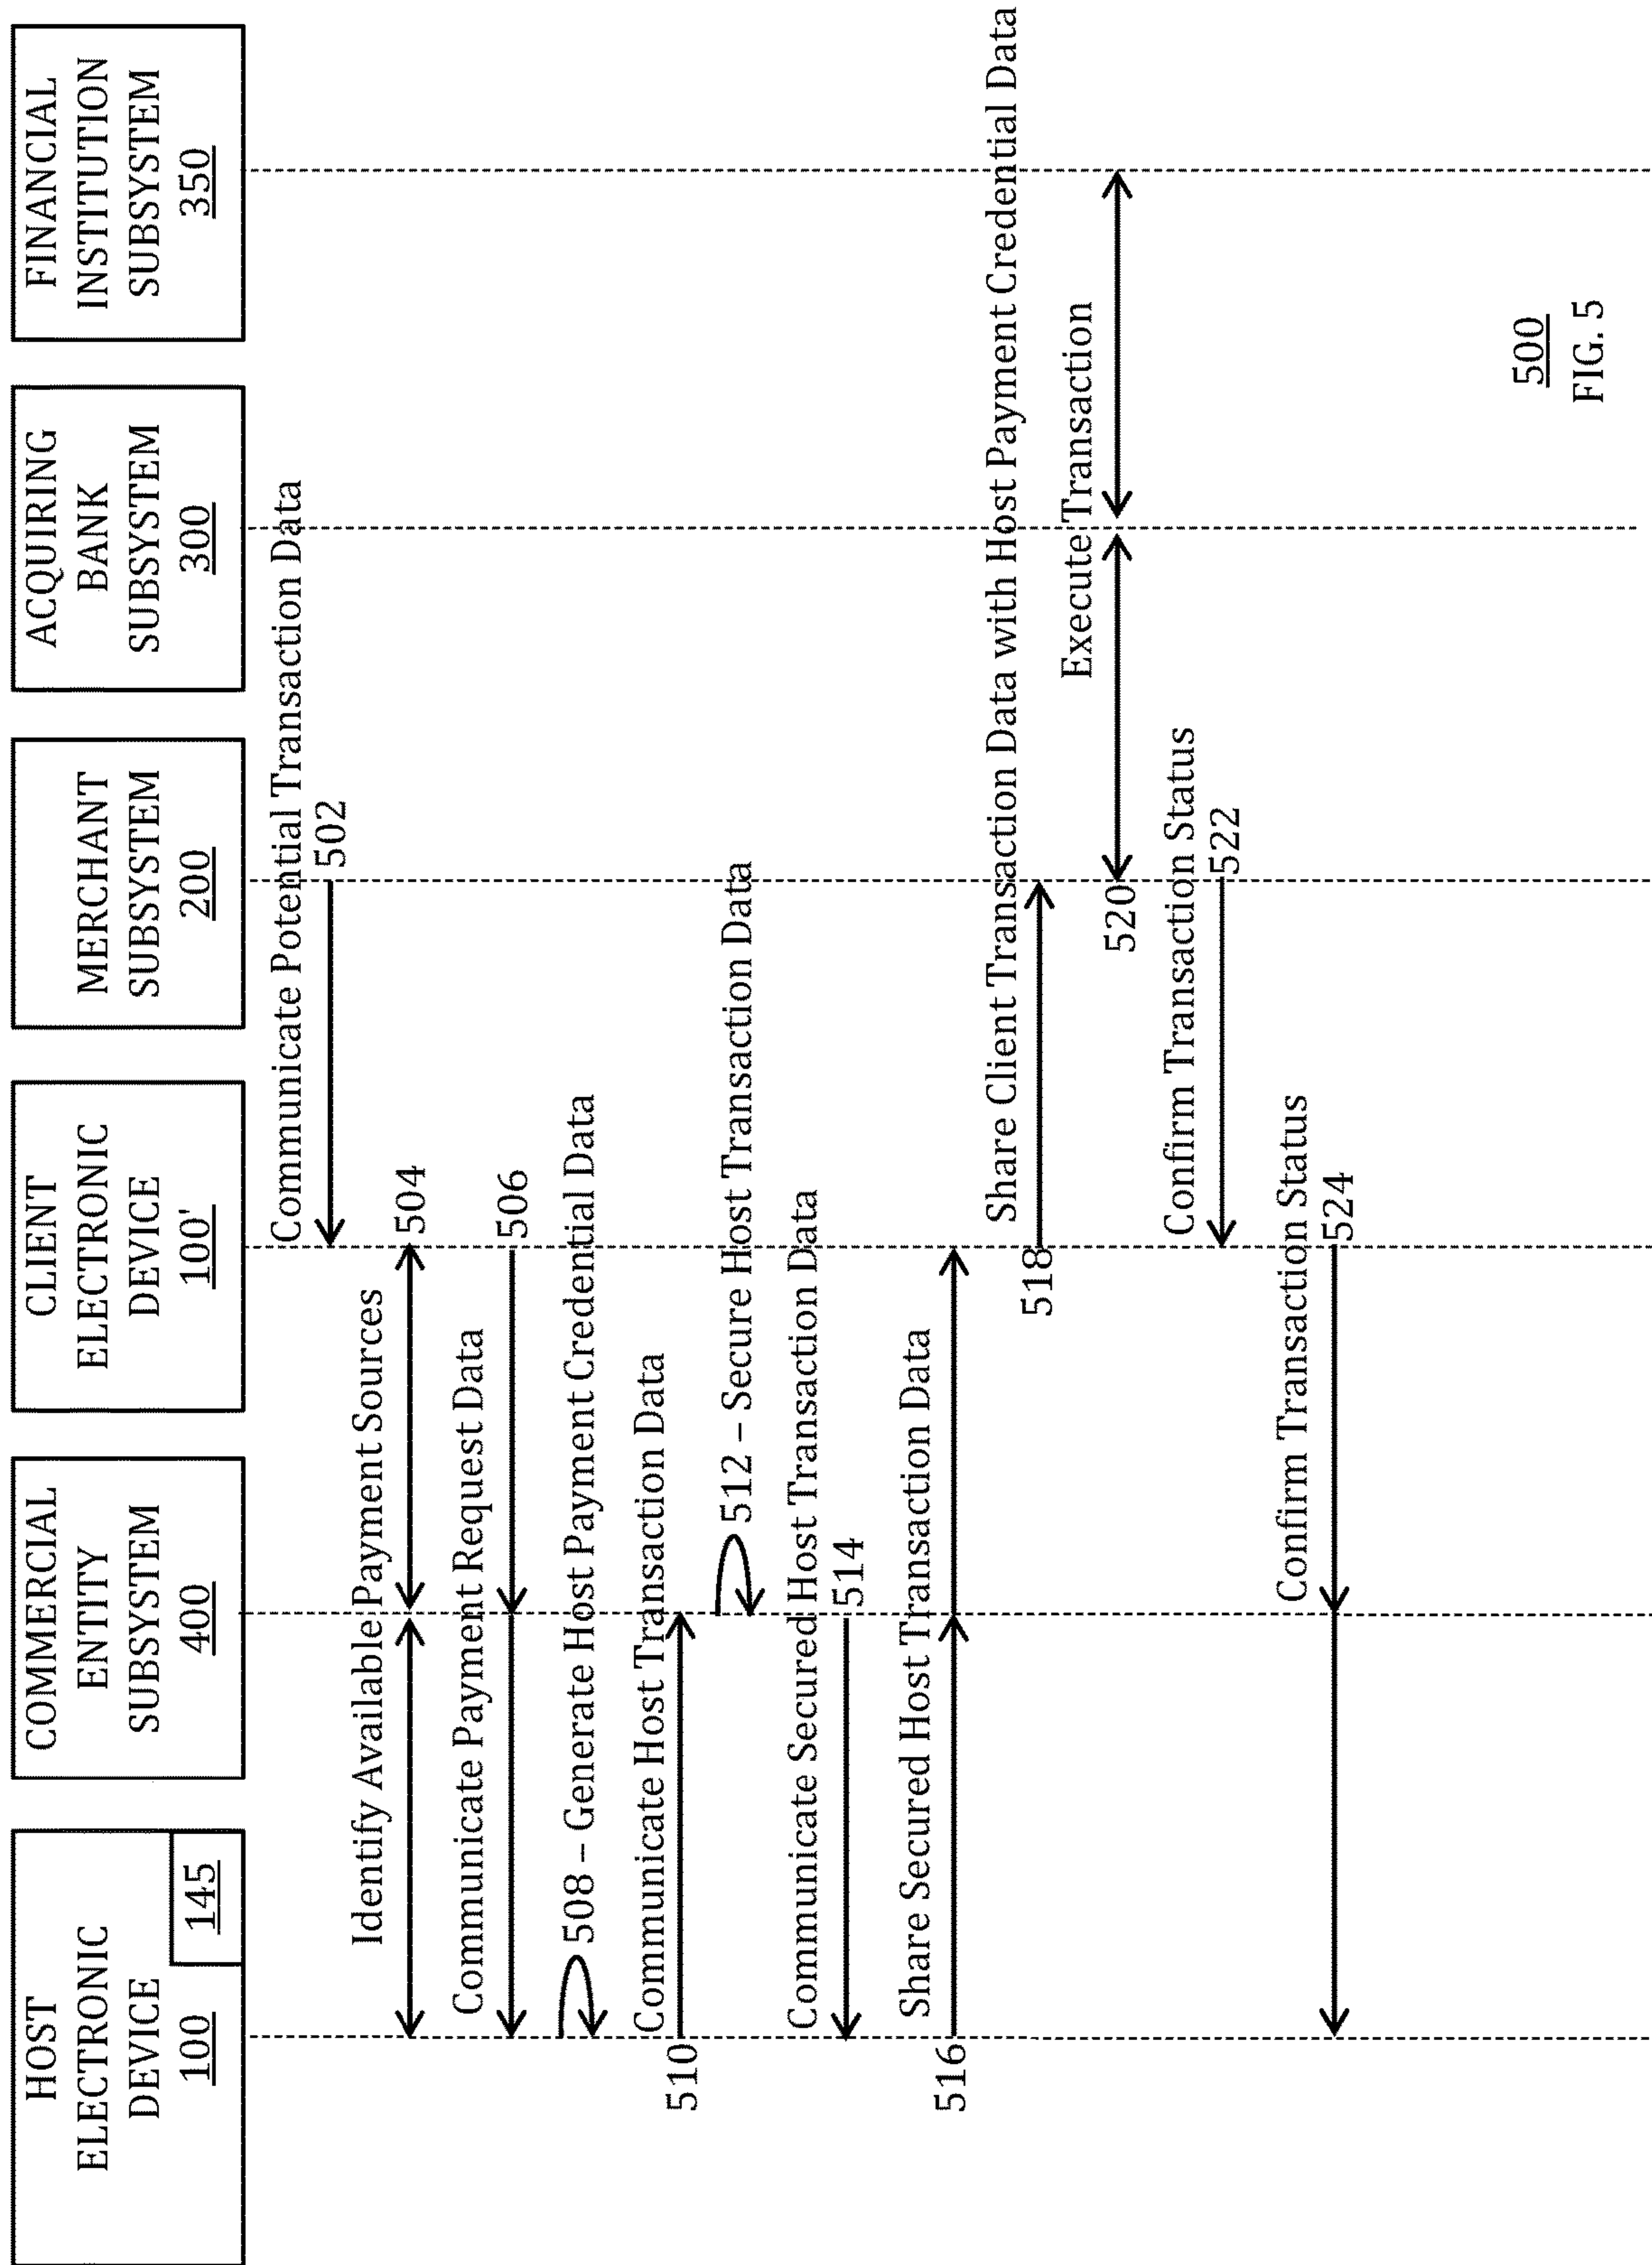 HOST
ELECTRONIC
DEVICE
100
145
COMMERCIAL
ENTITY
SUBSYSTEM
400
CLIENT
ELECTRONIC
DEVICE
100'
MERCHANT
SUBSYSTEM
200
ACQUIRING
BANK
SUBSYSTEM
300
FINANCIAL
INSTITUTION
SUBSYSTEM
350
Communicate Potential Transaction Data
502
Identify Available Payment Sources
504
Communicate Payment Request Data
506
508 – Generate Host Payment Credential Data
Communicate Host Transaction Data
510
512 – Secure Host Transaction Data
Communicate Secured Host Transaction Data
514
Share Secured Host Transaction Data
516
Share Client Transaction Data with Host Payment Credential Data
518
Execute Transaction
520
Confirm Transaction Status
522
Confirm Transaction Status
524
500
FIG. 5